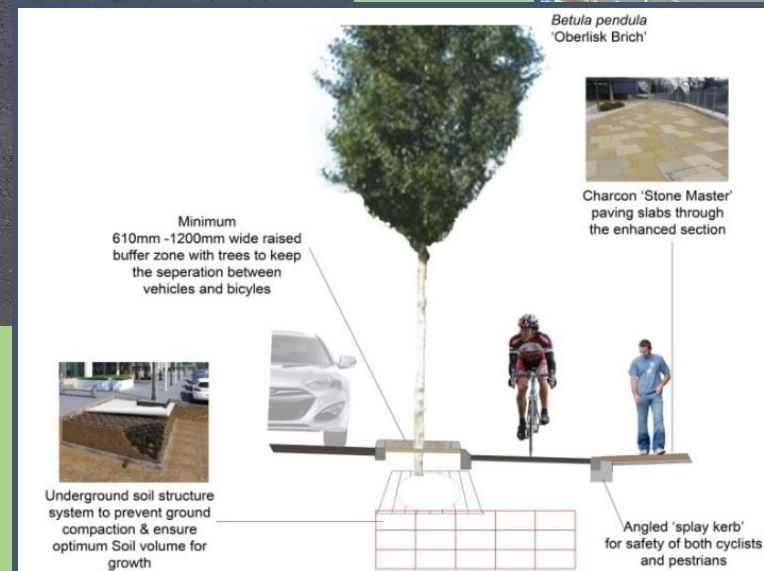 Betula pendula
'Oberlisk Brich'
Charcon 'Stone Master'
paving slabs through
the enhanced section
Minimum
610mm -1200mm wide raised
buffer zone with trees to keep
the seperation between
vehicles and bicyles
Underground soil structure
system to prevent ground
compaction & ensure
optimum Soil volume for
growth
Angled 'splay kerb'
for safety of both cyclists
and pestrians